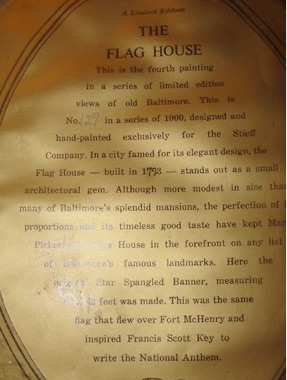 A Limited Edition
THE
FLAG HOUSE
This is the fourth painting
in a series of limited edition
views of old Baltimore. This is
No. 129 in a series of 1000, designed and
hand-painted exclusively for the Stieff
Company. In a city famed for its elegant design, the
Flag House — built in 1793 — stands out as a small
architectural gem. Although more modest in size than
many of Baltimore's splendid mansions, the perfection of
proportions and its timeless good taste have kept
Flag House in the forefront on any list
of famous landmarks. Here the
Star Spangled Banner, measuring
42 feet was made. This was the same
flag that flew over Fort McHenry and
inspired Francis Scott Key to
write the National Anthem.